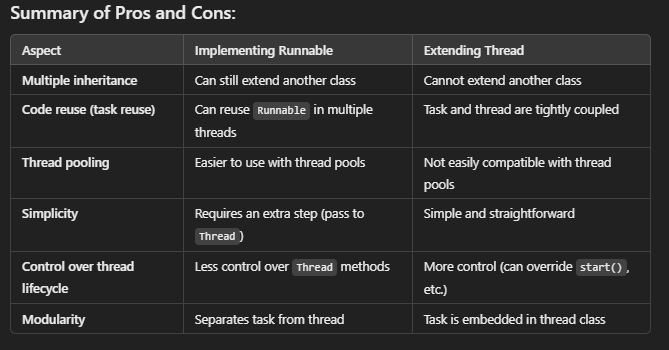 Summary of Pros and Cons:
Aspect Implementing Runnable Extending Thread
Multiple inheritance Can still extend another class Cannot extend another class
Code reuse (task reuse) Can reuse Runnable in multiple Task and thread are tightly coupled
threads
Thread pooling Easier to use with thread pools Not easily compatible with thread
pools
Simplicity Requires an extra step (pass to Simple and straightforward
Thread)
Control over thread Less control over Thread methods More control (can override start(),
lifecycle etc.)
Modularity Separates task from thread Task is embedded in thread class